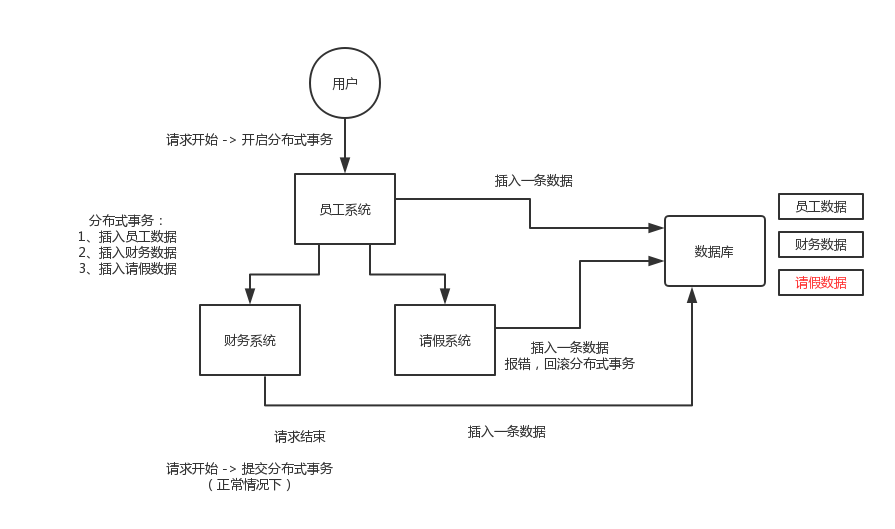 用户
请求开始 -> 开启分布式事务
员工系统
插入一条数据
分布式事务：
1、插入员工数据
2、插入财务数据
3、插入请假数据
数据库
员工数据
财务数据
请假数据
财务系统
请假系统
插入一条数据
报错，回滚分布式事务
请求结束
插入一条数据
请求开始 -> 提交分布式事务
（正常情况下）